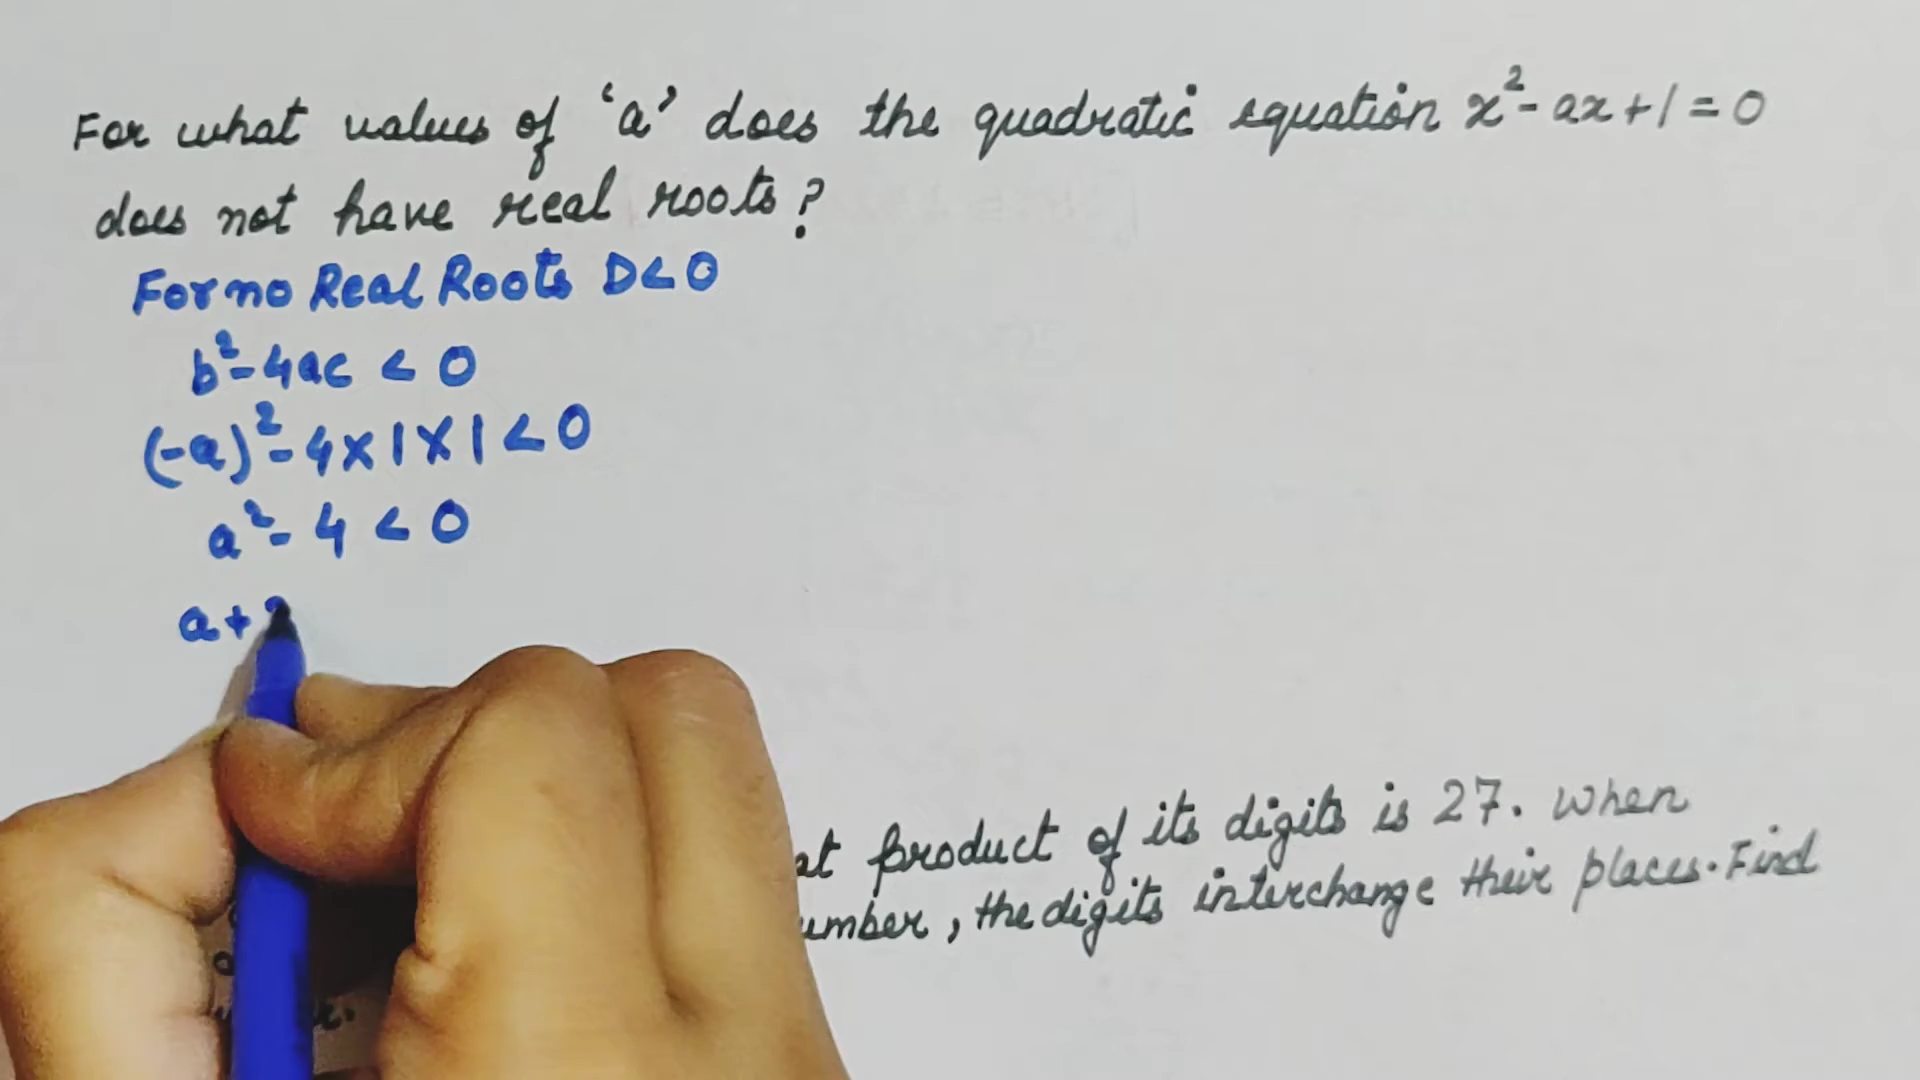 For what values of 'a' does the quadratic equation x²- ax+1=0
does not have real roots?
For no Real Roots D<0
b²-4ac < 0
(-a)²-4×1×1<0
a²-4 < 0
a+
product of its digits is 27. When
, the digits interchange their places. Find